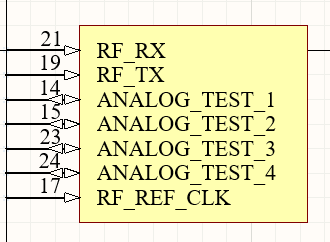 21 RF_RX
19 RF_TX
14 ANALOG_TEST_1
15 ANALOG_TEST_2
23 ANALOG_TEST_3
24 ANALOG_TEST_4
17 RF_REF_CLK